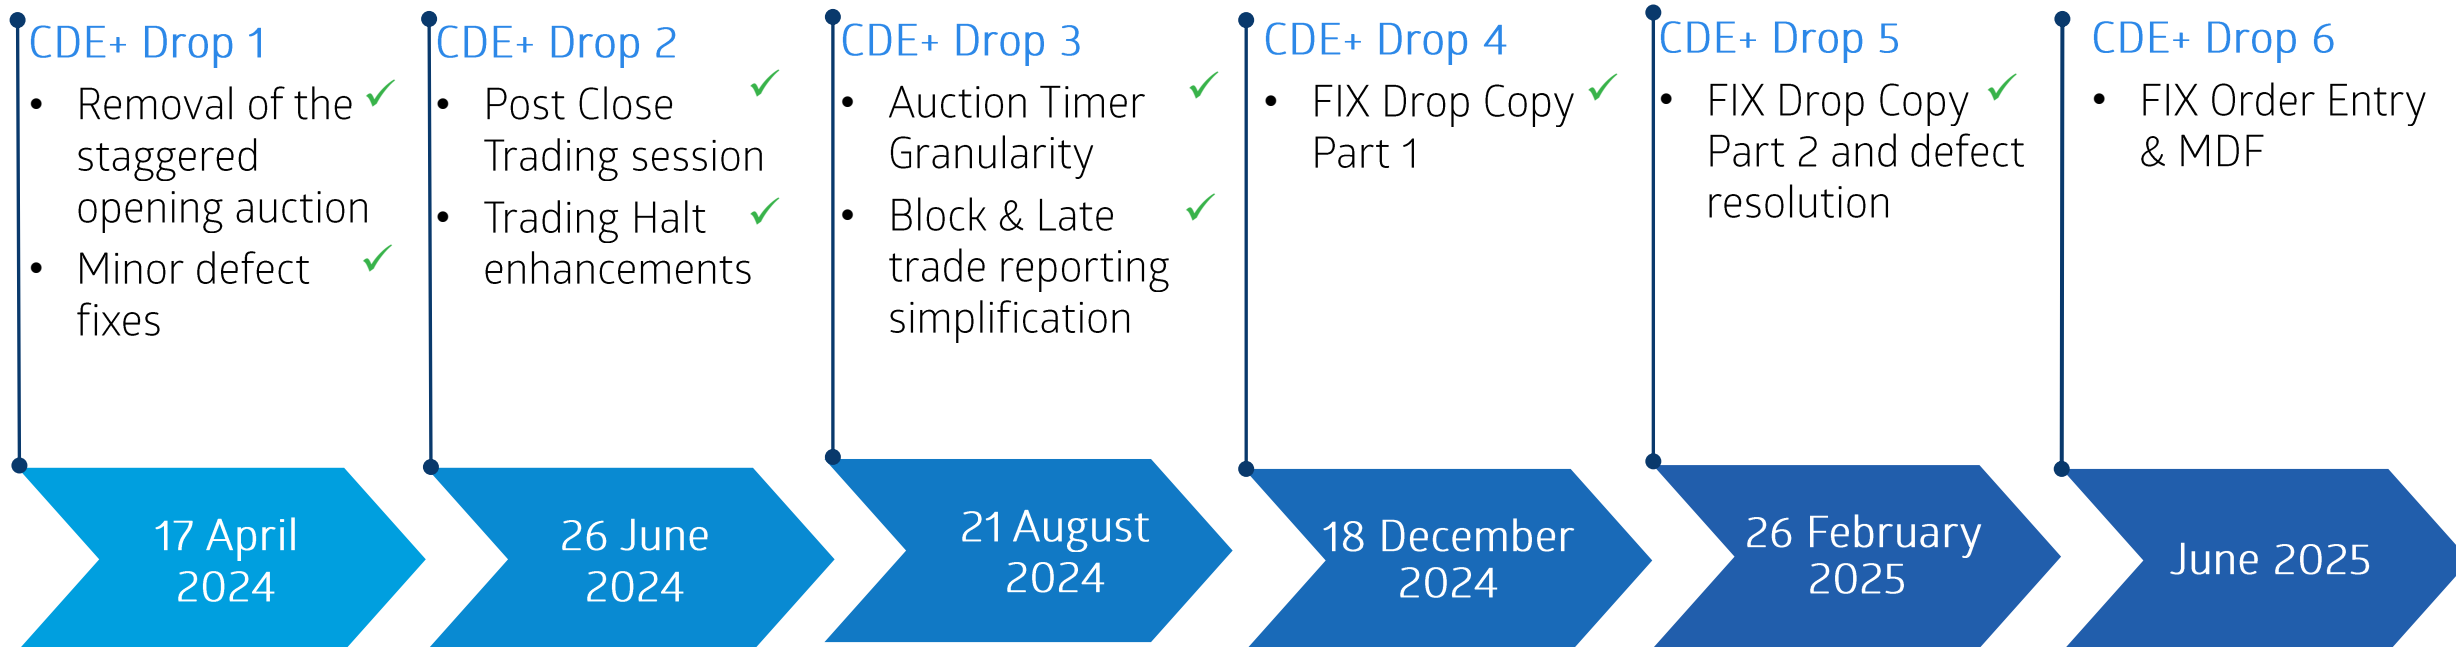 CDE+ Drop 1
• Removal of the
staggered
opening auction
• Minor defect
fixes
17 April
2024
CDE+ Drop 2
• Post Close
Trading session
• Trading Halt
enhancements
26 June
2024
CDE+ Drop 3
• Auction Timer
Granularity
• Block & Late
trade reporting
simplification
21 August
2024
CDE+ Drop 4
• FIX Drop Copy
Part 1
18 December
2024
CDE+ Drop 5
• FIX Drop Copy
Part 2 and defect
resolution
26 February
2025
CDE+ Drop 6
• FIX Order Entry
& MDF
June 2025